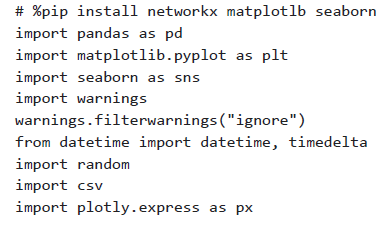 # %pip install networkx matplotlb seaborn
import pandas as pd
import matplotlib.pyplot as plt
import seaborn as sns
import warnings
warnings.filterwarnings("ignore")
from datetime import datetime, timedelta
import random
import csv
import plotly.express as px